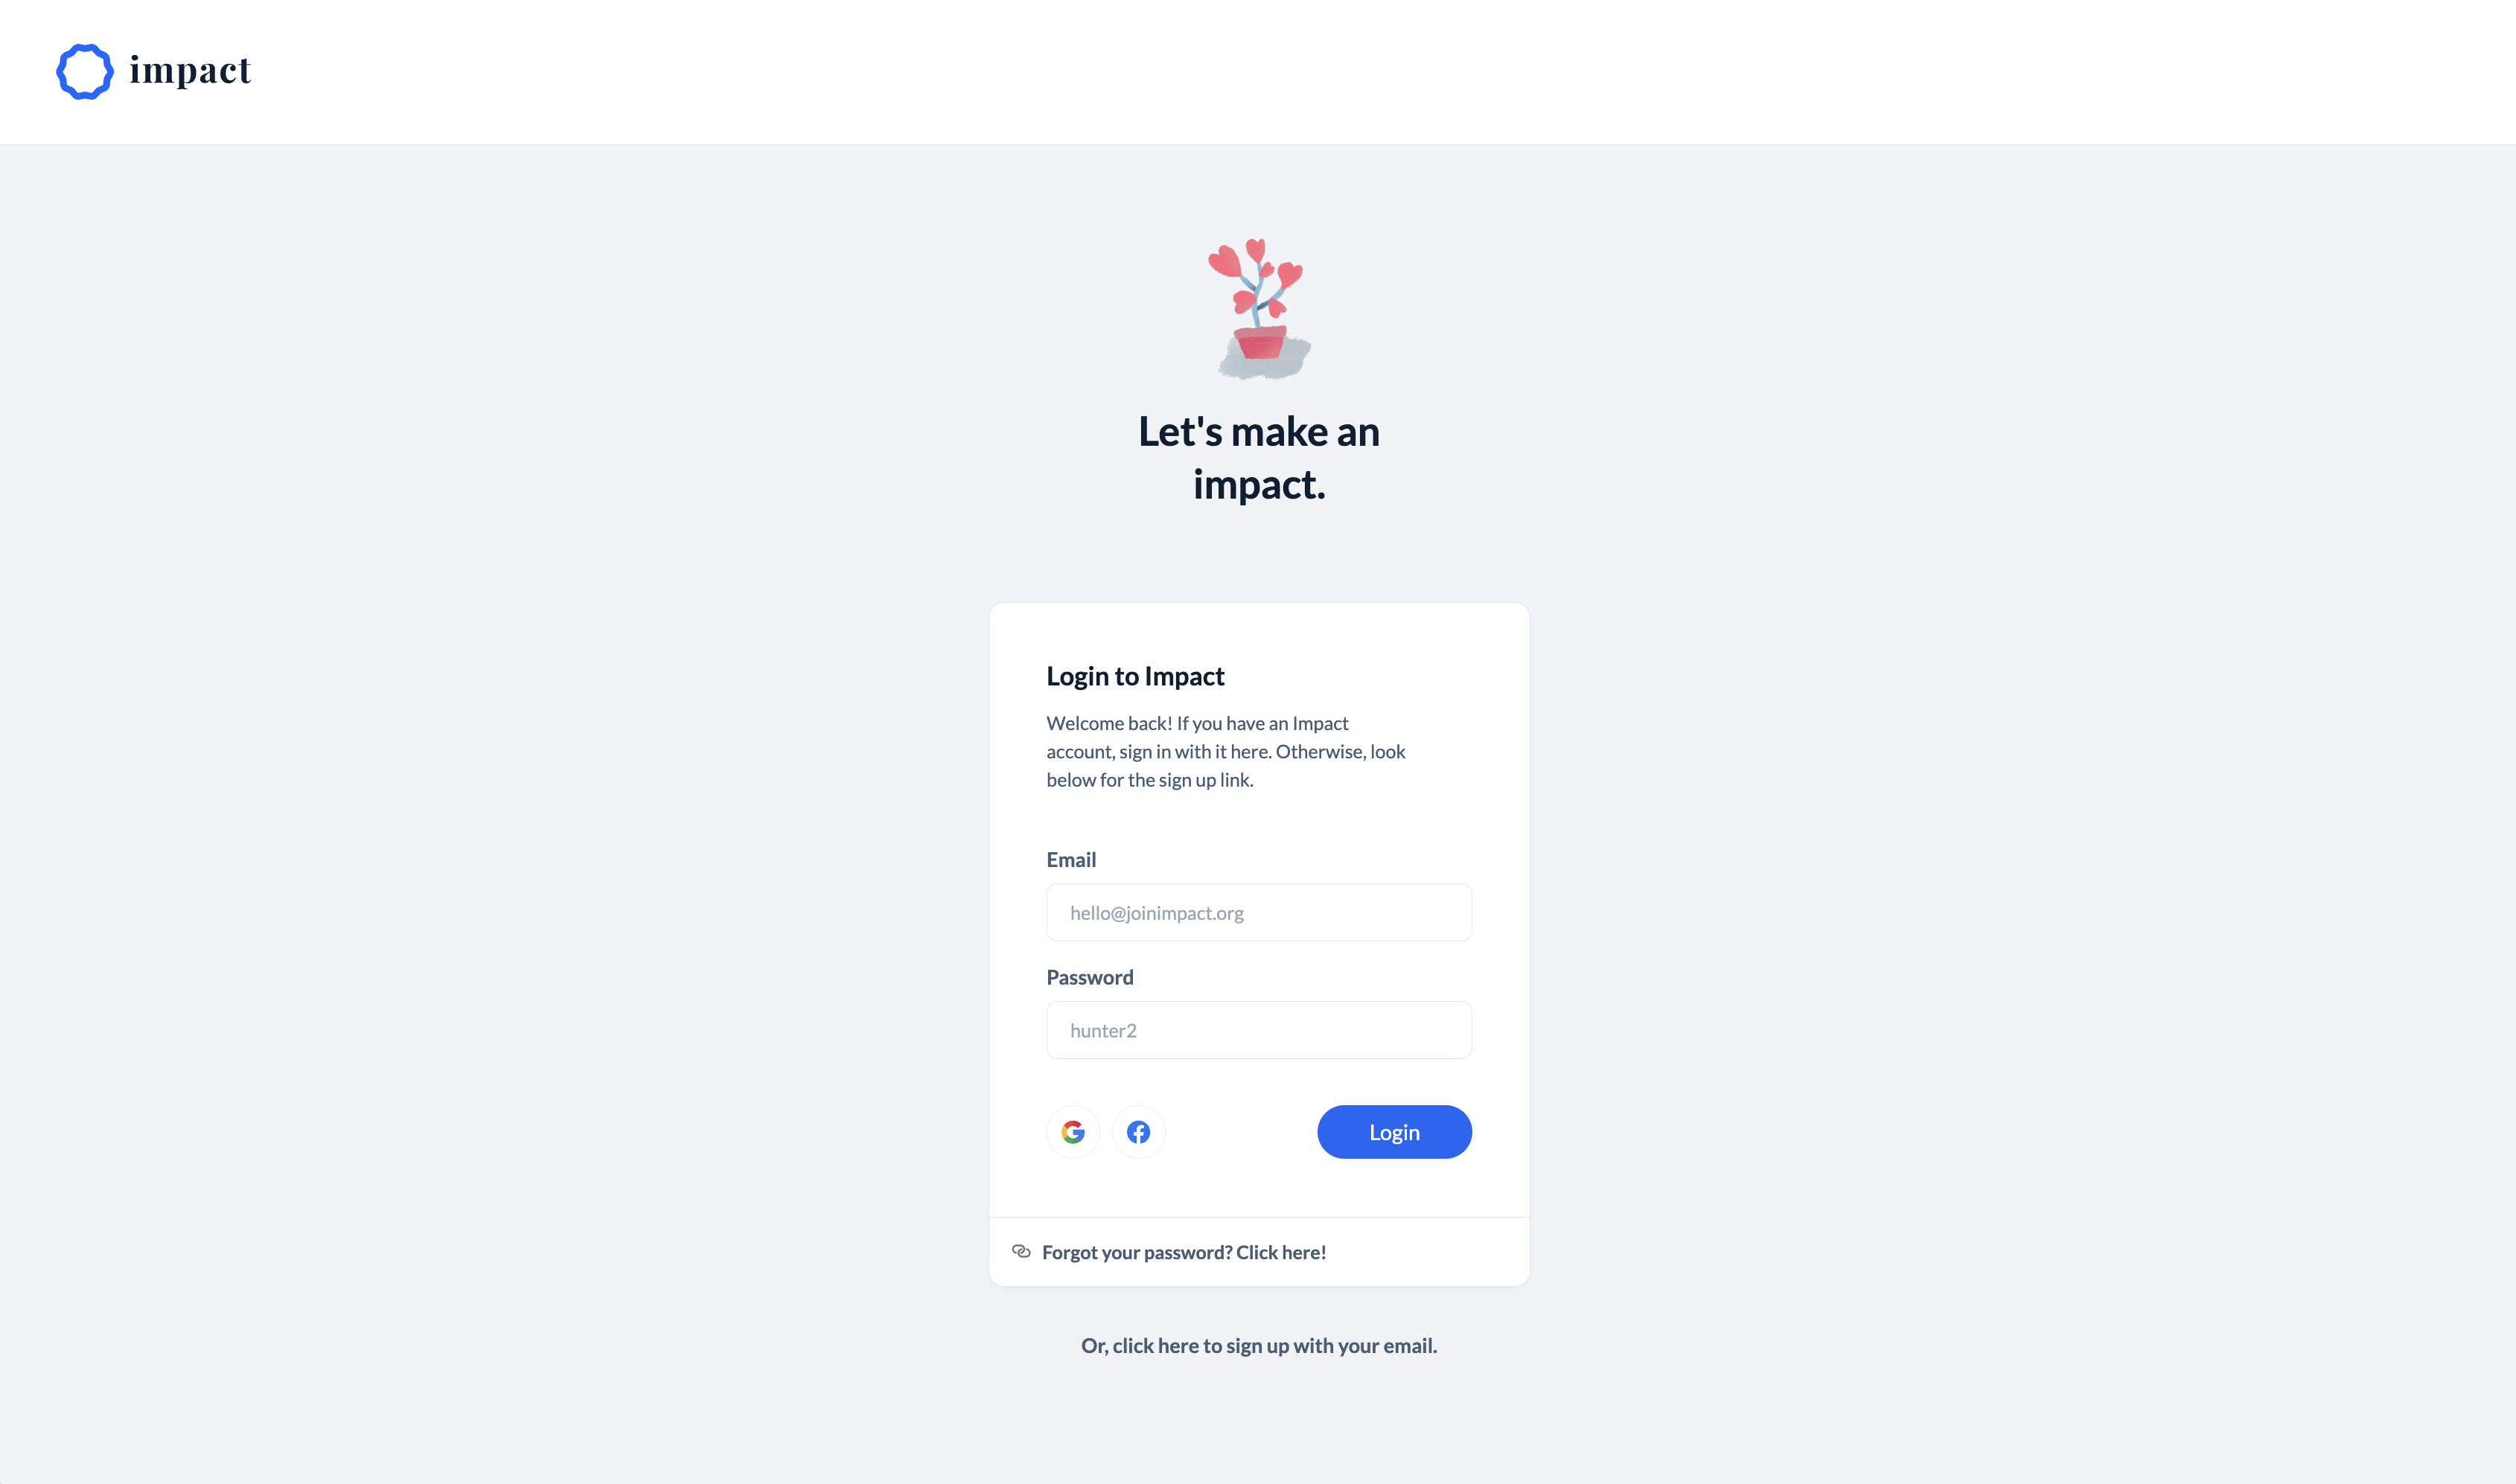 impact
Let's make an
impact.
Login to Impact
Welcome back! If you have an Impact
account, sign in with it here. Otherwise, look
below for the sign up link.
Email
hello@joinimpact.org
Password
hunter2
Login
Forgot your password? Click here!
Or, click here to sign up with your email.